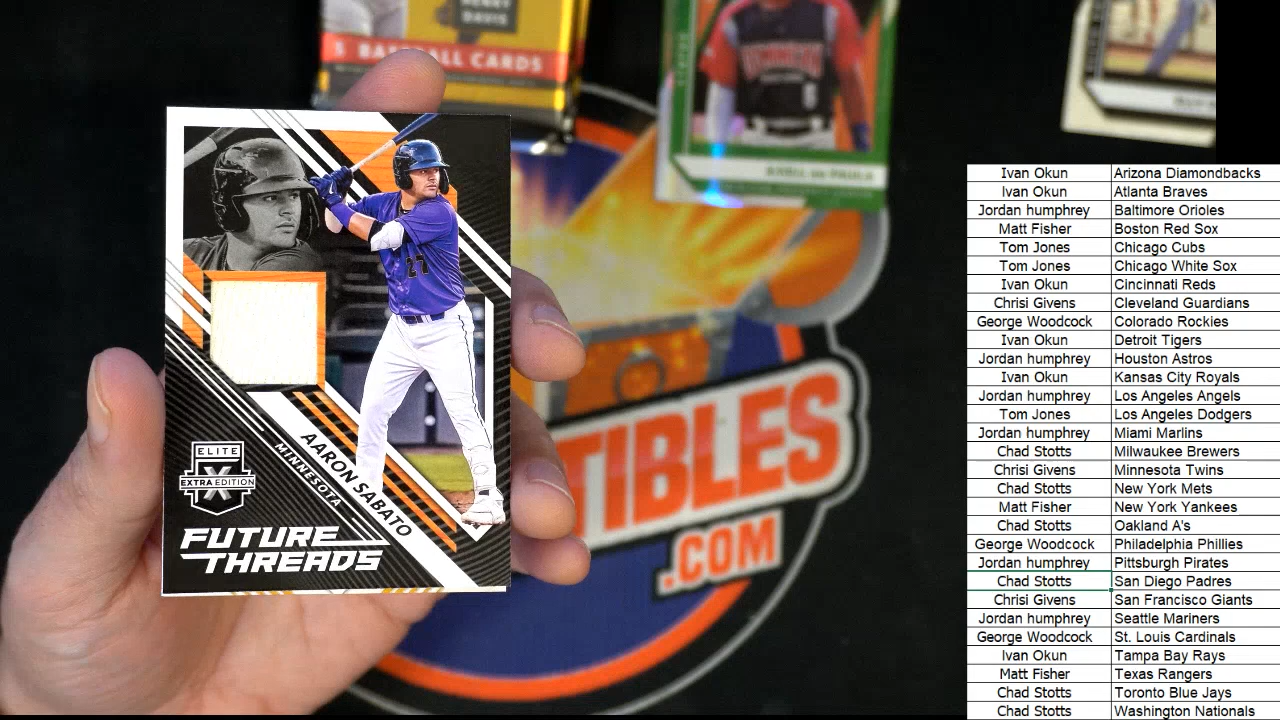 HENRY
DAVIS
5 BASEBALL CARDS
27
AARON SABATO
MINNESOTA
ELITE
X
EXTRA EDITION
FUTURE
THREADS
TIBLES
.COM
Ivan Okun Arizona Diamondbacks
Ivan Okun Atlanta Braves
Jordan humphrey Baltimore Orioles
Matt Fisher Boston Red Sox
Tom Jones Chicago Cubs
Tom Jones Chicago White Sox
Ivan Okun Cincinnati Reds
Chrisi Givens Cleveland Guardians
George Woodcock Colorado Rockies
Ivan Okun Detroit Tigers
Jordan humphrey Houston Astros
Ivan Okun Kansas City Royals
Jordan humphrey Los Angeles Angels
Tom Jones Los Angeles Dodgers
Jordan humphrey Miami Marlins
Chad Stotts Milwaukee Brewers
Chrisi Givens Minnesota Twins
Chad Stotts New York Mets
Matt Fisher New York Yankees
Chad Stotts Oakland A's
George Woodcock Philadelphia Phillies
Jordan humphrey Pittsburgh Pirates
Chad Stotts San Diego Padres
Chrisi Givens San Francisco Giants
Jordan humphrey Seattle Mariners
George Woodcock St. Louis Cardinals
Ivan Okun Tampa Bay Rays
Matt Fisher Texas Rangers
Chad Stotts Toronto Blue Jays
Chad Stotts Washington Nationals